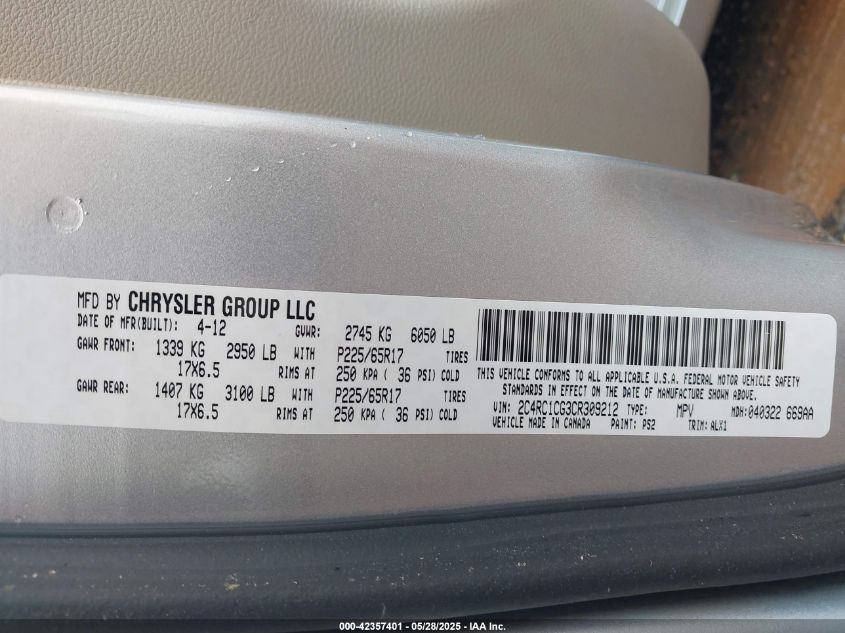 MFD BY CHRYSLER GROUP LLC
DATE OF MFR(BUILT): 4-12 GVWR: 2745 KG 6050 LB
GAWR FRONT: 1339 KG 2950 LB WITH P225/65R17 TIRES
17X6.5 RIMS AT 250 KPA ( 36 PSI) COLD
GAWR REAR: 1407 KG 3100 LB WITH P225/65R17 TIRES
17X6.5 RIMS AT 250 KPA ( 36 PSI) COLD
THIS VEHICLE CONFORMS TO ALL APPLICABLE U.S.A. FEDERAL MOTOR VEHICLE SAFETY
STANDARDS IN EFFECT ON THE DATE OF MANUFACTURE SHOWN ABOVE.
VIN: 2C4RC1CG3CR309212 TYPE: MPV MDH: 040322 669AA
VEHICLE MADE IN CANADA PAINT: PS2 TRIM: ALX1
000-42357401 - 05/28/2025 - IAA Inc.